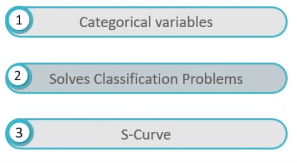 1 Categorical variables
2 Solves Classification Problems
3 S-Curve